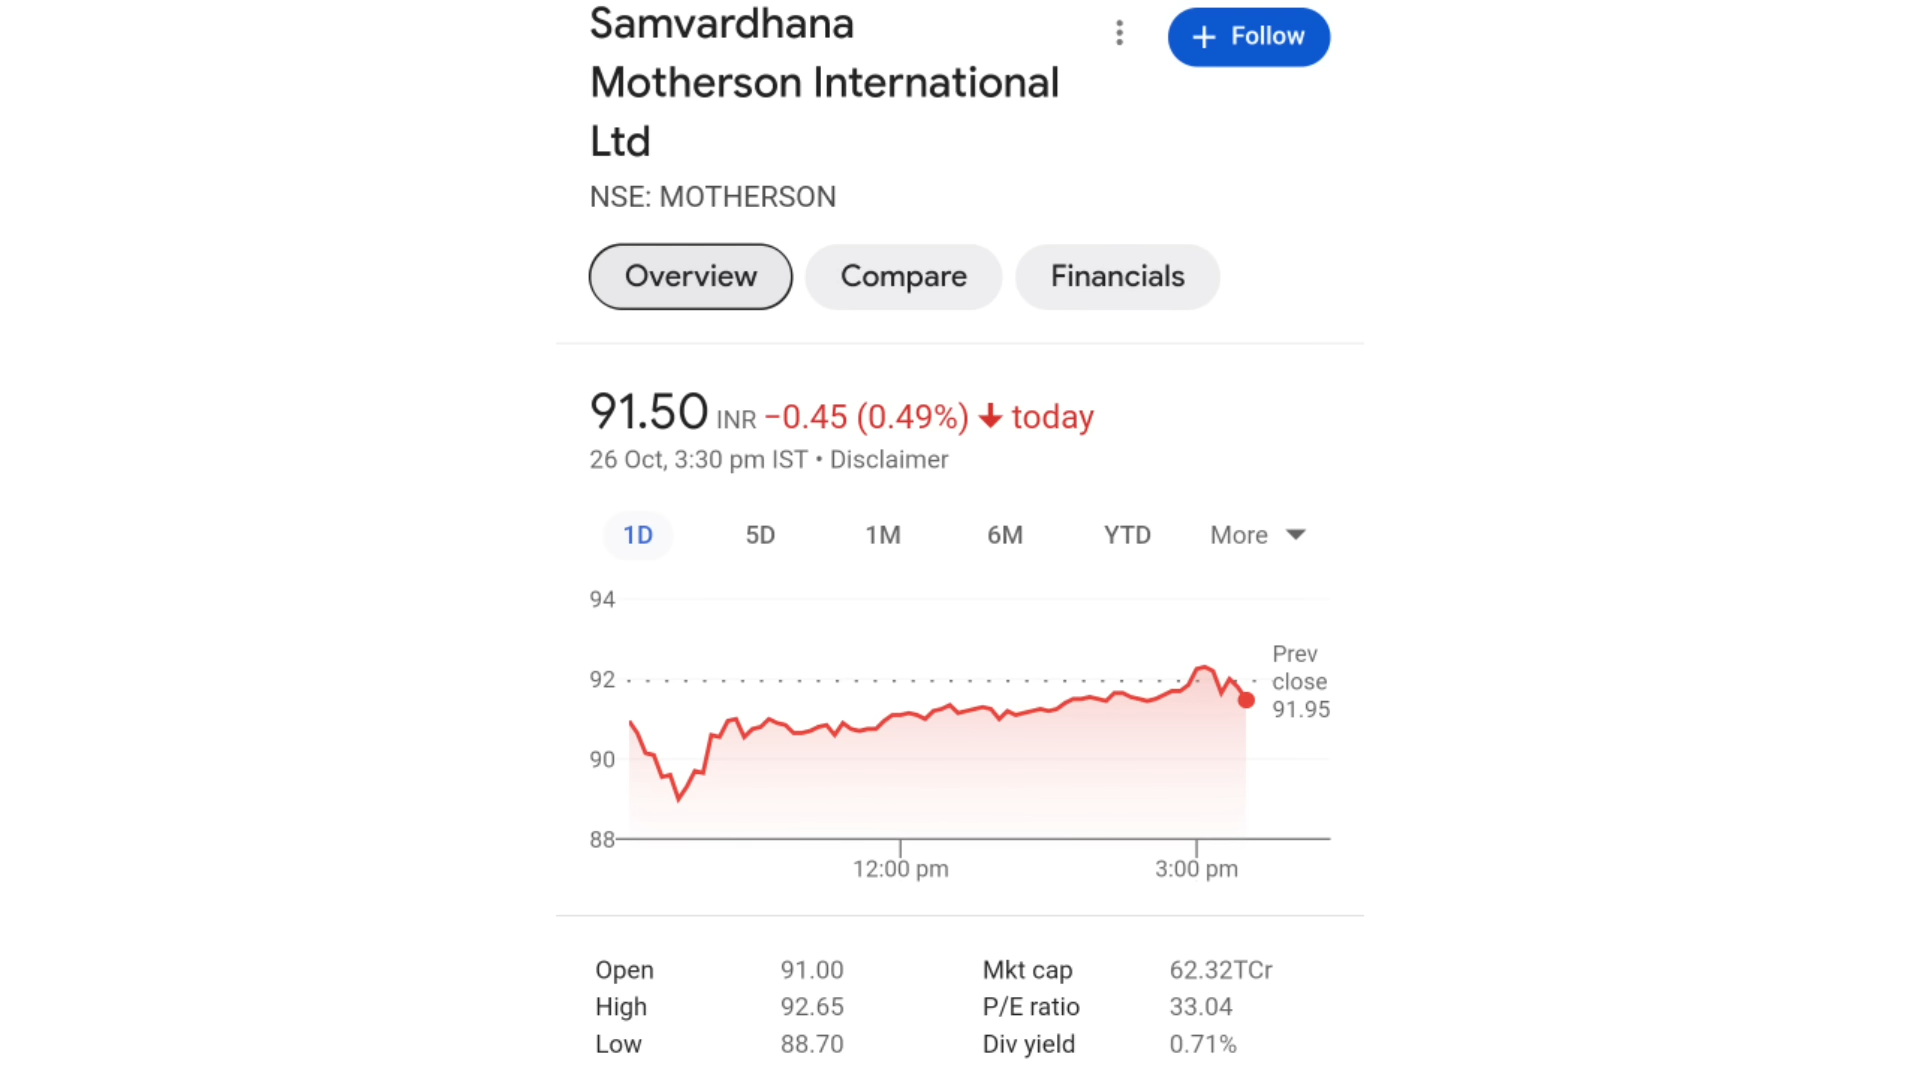 Samvardhana
Motherson International
Ltd
+ Follow
NSE: MOTHERSON
Overview Compare Financials
91.50 INR −0.45 (0.49%) ↓ today
26 Oct, 3:30 pm IST • Disclaimer
1D 5D 1M 6M YTD More
94
92
90
88
Prev
close
91.95
12:00 pm 3:00 pm
Open 91.00 Mkt cap 62.32TCr
High 92.65 P/E ratio 33.04
Low 88.70 Div yield 0.71%